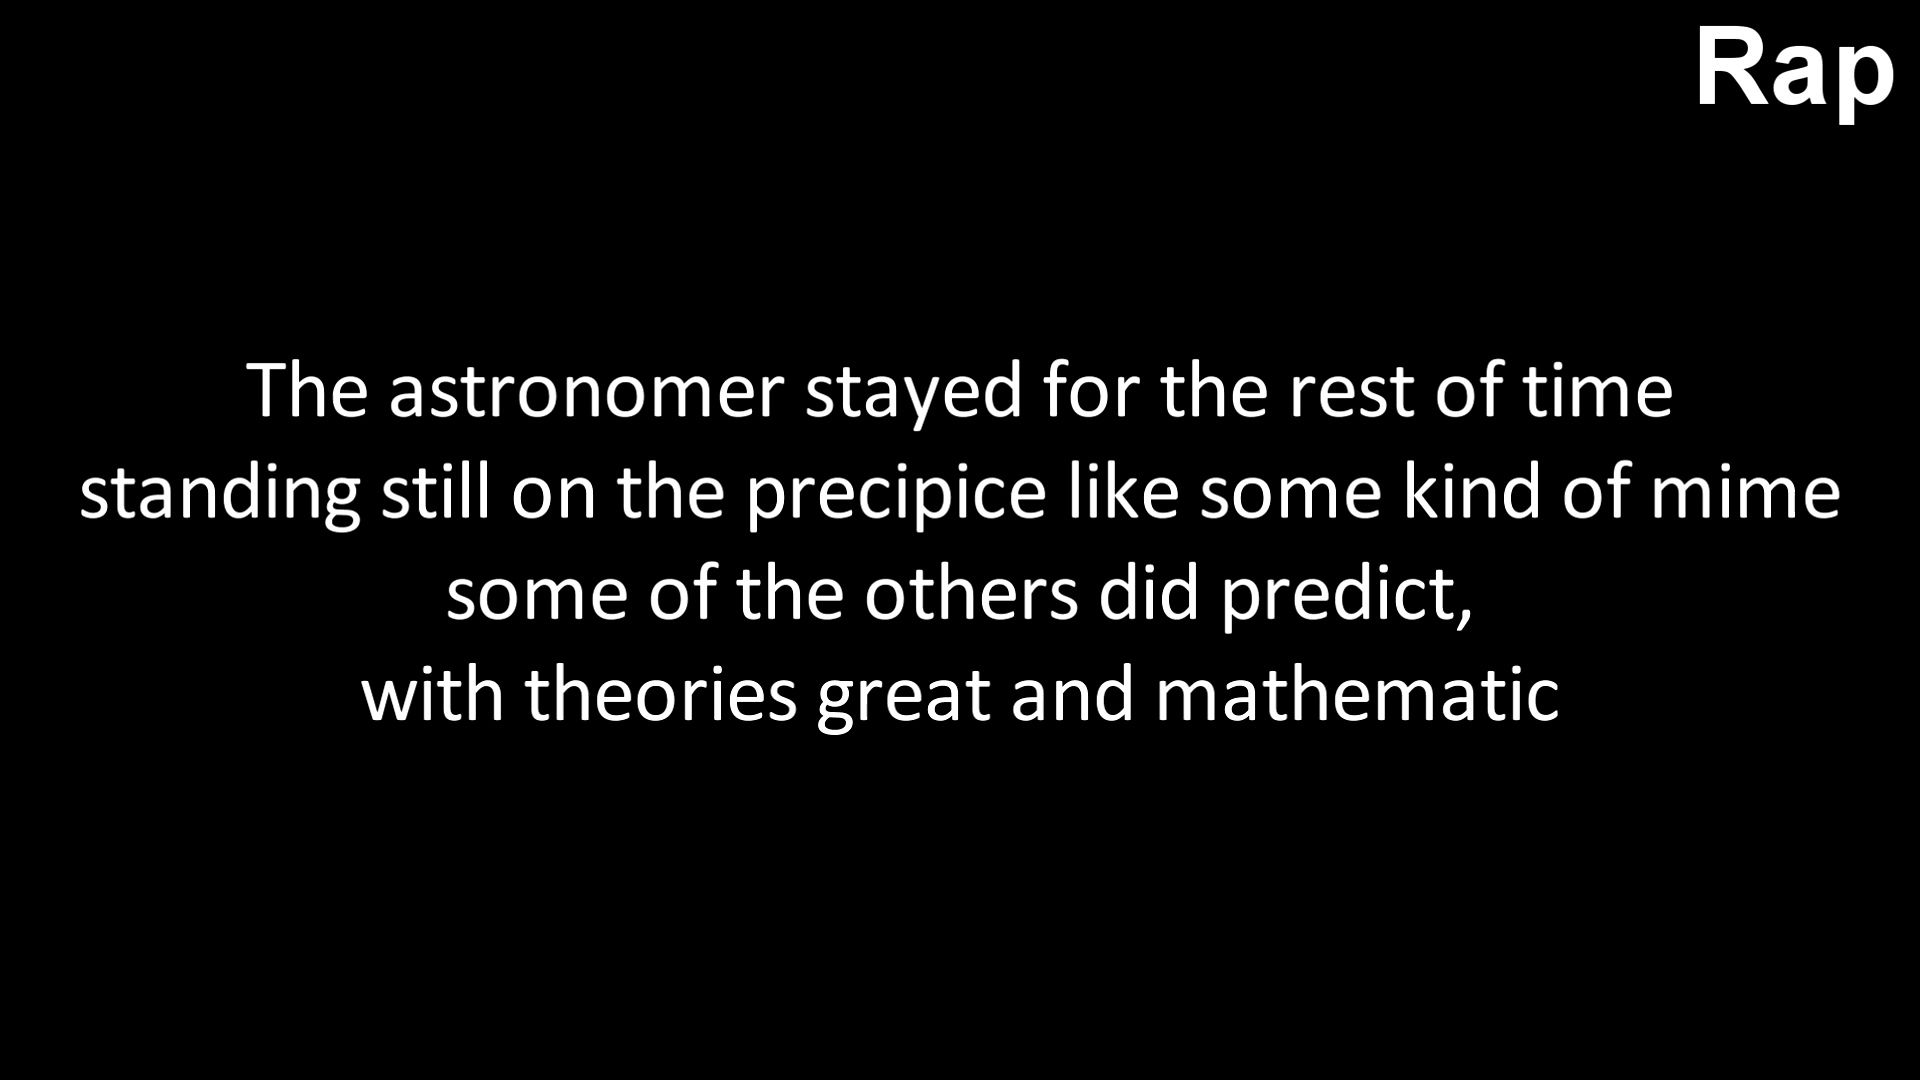 Rap
The astronomer stayed for the rest of time
standing still on the precipice like some kind of mime
some of the others did predict,
with theories great and mathematic